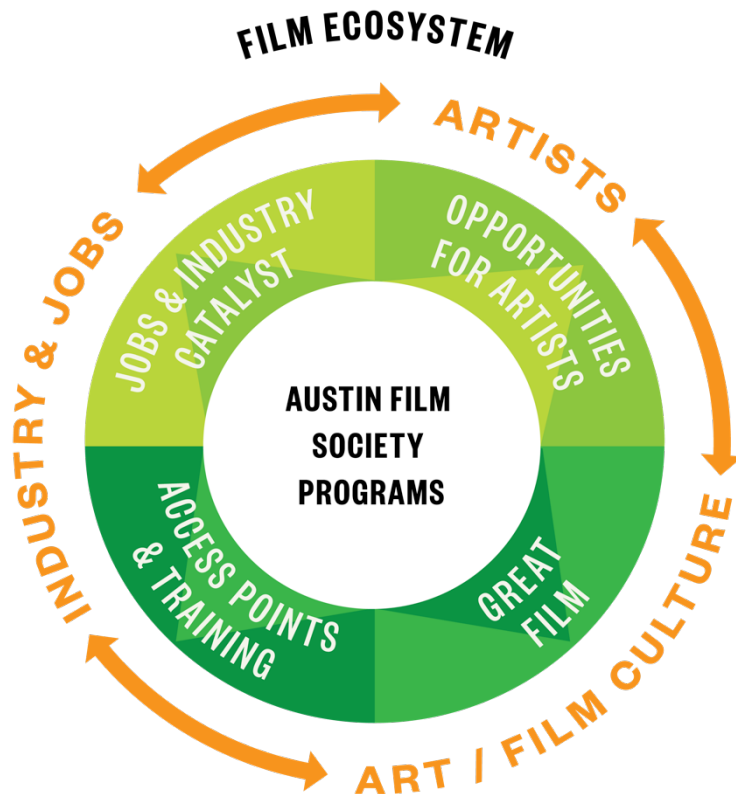 FILM ECOSYSTEM
ARTISTS
INDUSTRY & JOBS
JOBS & INDUSTRY
CATALYST
OPPORTUNITIES
FOR ARTISTS
AUSTIN FILM
SOCIETY
PROGRAMS
ACCESS POINTS
& TRAINING
GREAT
FILM
ART / FILM CULTURE